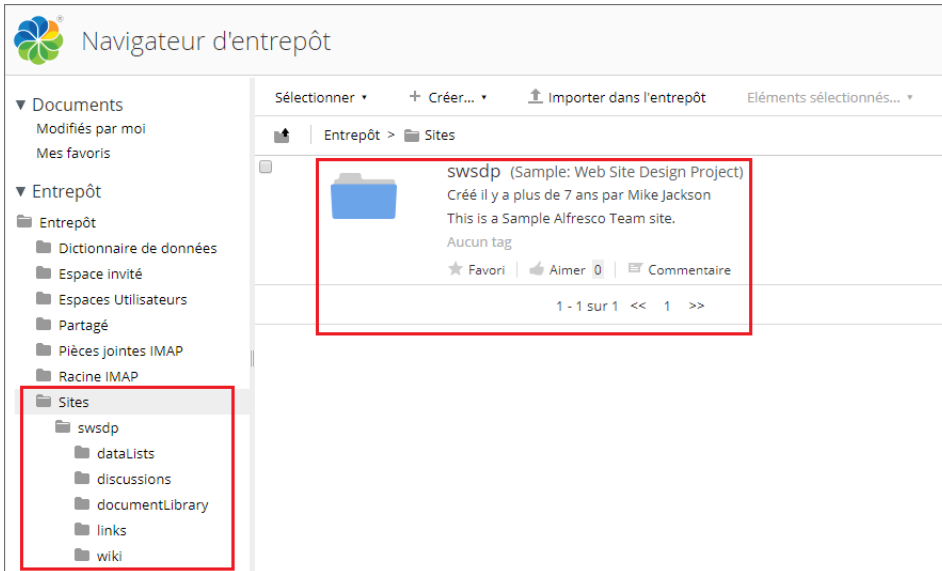 Navigateur d'entrepôt
▼ Documents
Modifiés par moi
Mes favoris
▼ Entrepôt
Entrepôt
Dictionnaire de données
Espace invité
Espaces Utilisateurs
Partagé
Pièces jointes IMAP
Racine IMAP
Sites
swsdp
dataLists
discussions
documentLibrary
links
wiki
Sélectionner ▾ + Créer... ▾ Importer dans l'entrepôt Eléments sélectionnés... ▾
Entrepôt > Sites
swsdp (Sample: Web Site Design Project)
Créé il y a plus de 7 ans par Mike Jackson
This is a Sample Alfresco Team site.
Aucun tag
Favori | Aimer 0 | Commentaire
1 - 1 sur 1 << 1 >>